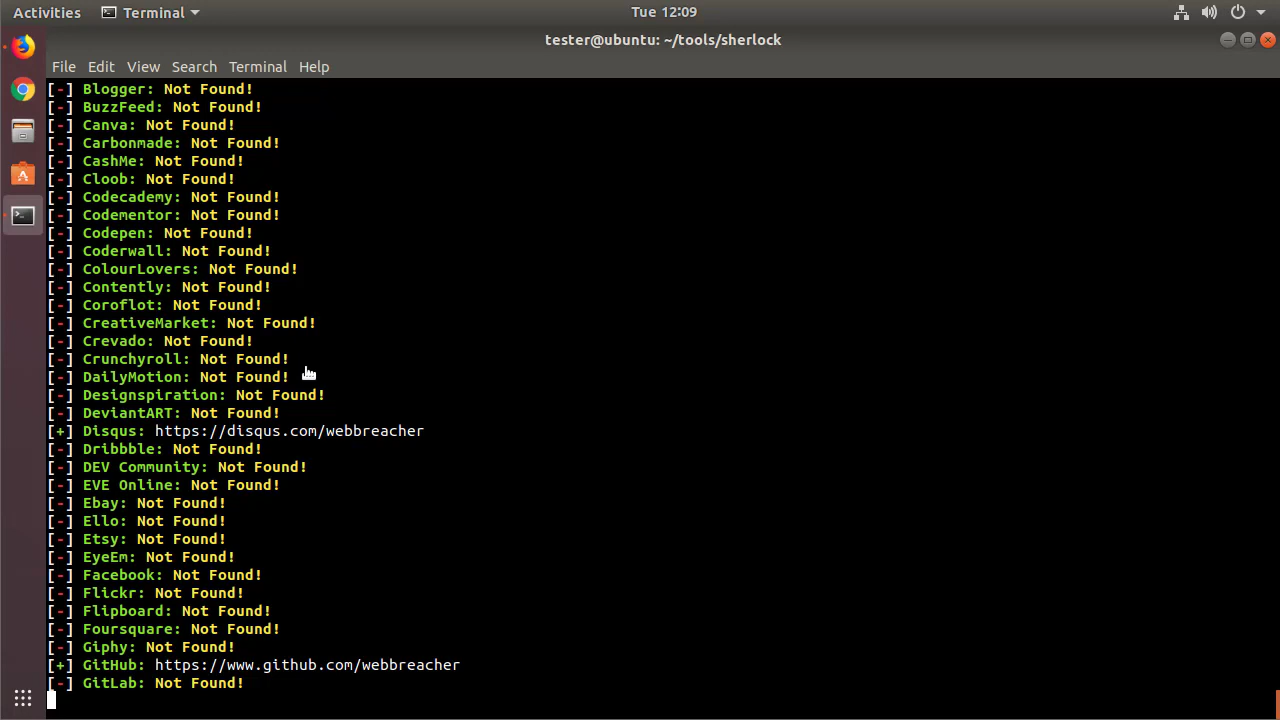 Activities Terminal Tue 12:09
tester@ubuntu: ~/tools/sherlock
File Edit View Search Terminal Help
[-] Blogger: Not Found!
[-] BuzzFeed: Not Found!
[-] Canva: Not Found!
[-] Carbonmade: Not Found!
[-] CashMe: Not Found!
[-] Cloob: Not Found!
[-] Codecademy: Not Found!
[-] Codementor: Not Found!
[-] Codepen: Not Found!
[-] Coderwall: Not Found!
[-] ColourLovers: Not Found!
[-] Contently: Not Found!
[-] Coroflot: Not Found!
[-] CreativeMarket: Not Found!
[-] Crevado: Not Found!
[-] Crunchyroll: Not Found!
[-] DailyMotion: Not Found!
[-] Designspiration: Not Found!
[-] DeviantART: Not Found!
[+] Disqus: https://disqus.com/webbreacher
[-] Dribbble: Not Found!
[-] DEV Community: Not Found!
[-] EVE Online: Not Found!
[-] Ebay: Not Found!
[-] Ello: Not Found!
[-] Etsy: Not Found!
[-] EyeEm: Not Found!
[-] Facebook: Not Found!
[-] Flickr: Not Found!
[-] Flipboard: Not Found!
[-] Foursquare: Not Found!
[-] Giphy: Not Found!
[+] GitHub: https://www.github.com/webbreacher
[-] GitLab: Not Found!